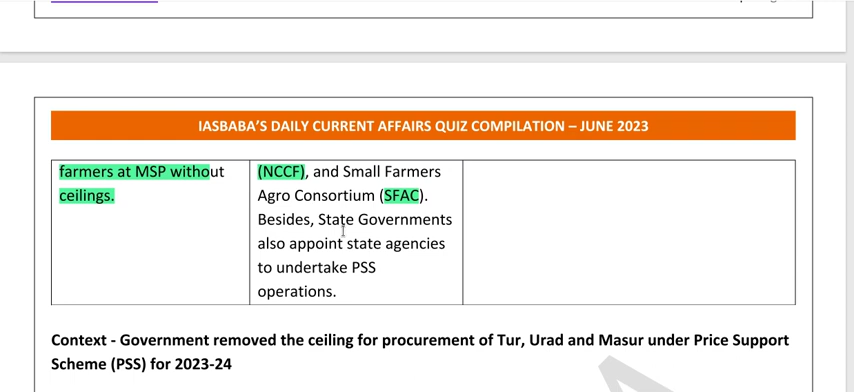 IASBABA’S DAILY CURRENT AFFAIRS QUIZ COMPILATION – JUNE 2023
farmers at MSP without
ceilings.
(NCCF), and Small Farmers
Agro Consortium (SFAC).
Besides, State Governments
also appoint state agencies
to undertake PSS
operations.
Context - Government removed the ceiling for procurement of Tur, Urad and Masur under Price Support
Scheme (PSS) for 2023-24